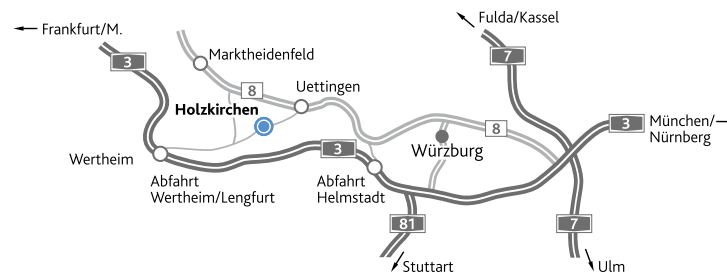 Fulda/Kassel
Frankfurt/M.
Marktheidenfeld
3
7
8
Uettingen
Holzkirchen
3
München/
Nürnberg
8
Würzburg
3
Wertheim
Abfahrt
Wertheim/Lengfurt
Abfahrt
Helmstadt
81
7
Stuttart
Ulm